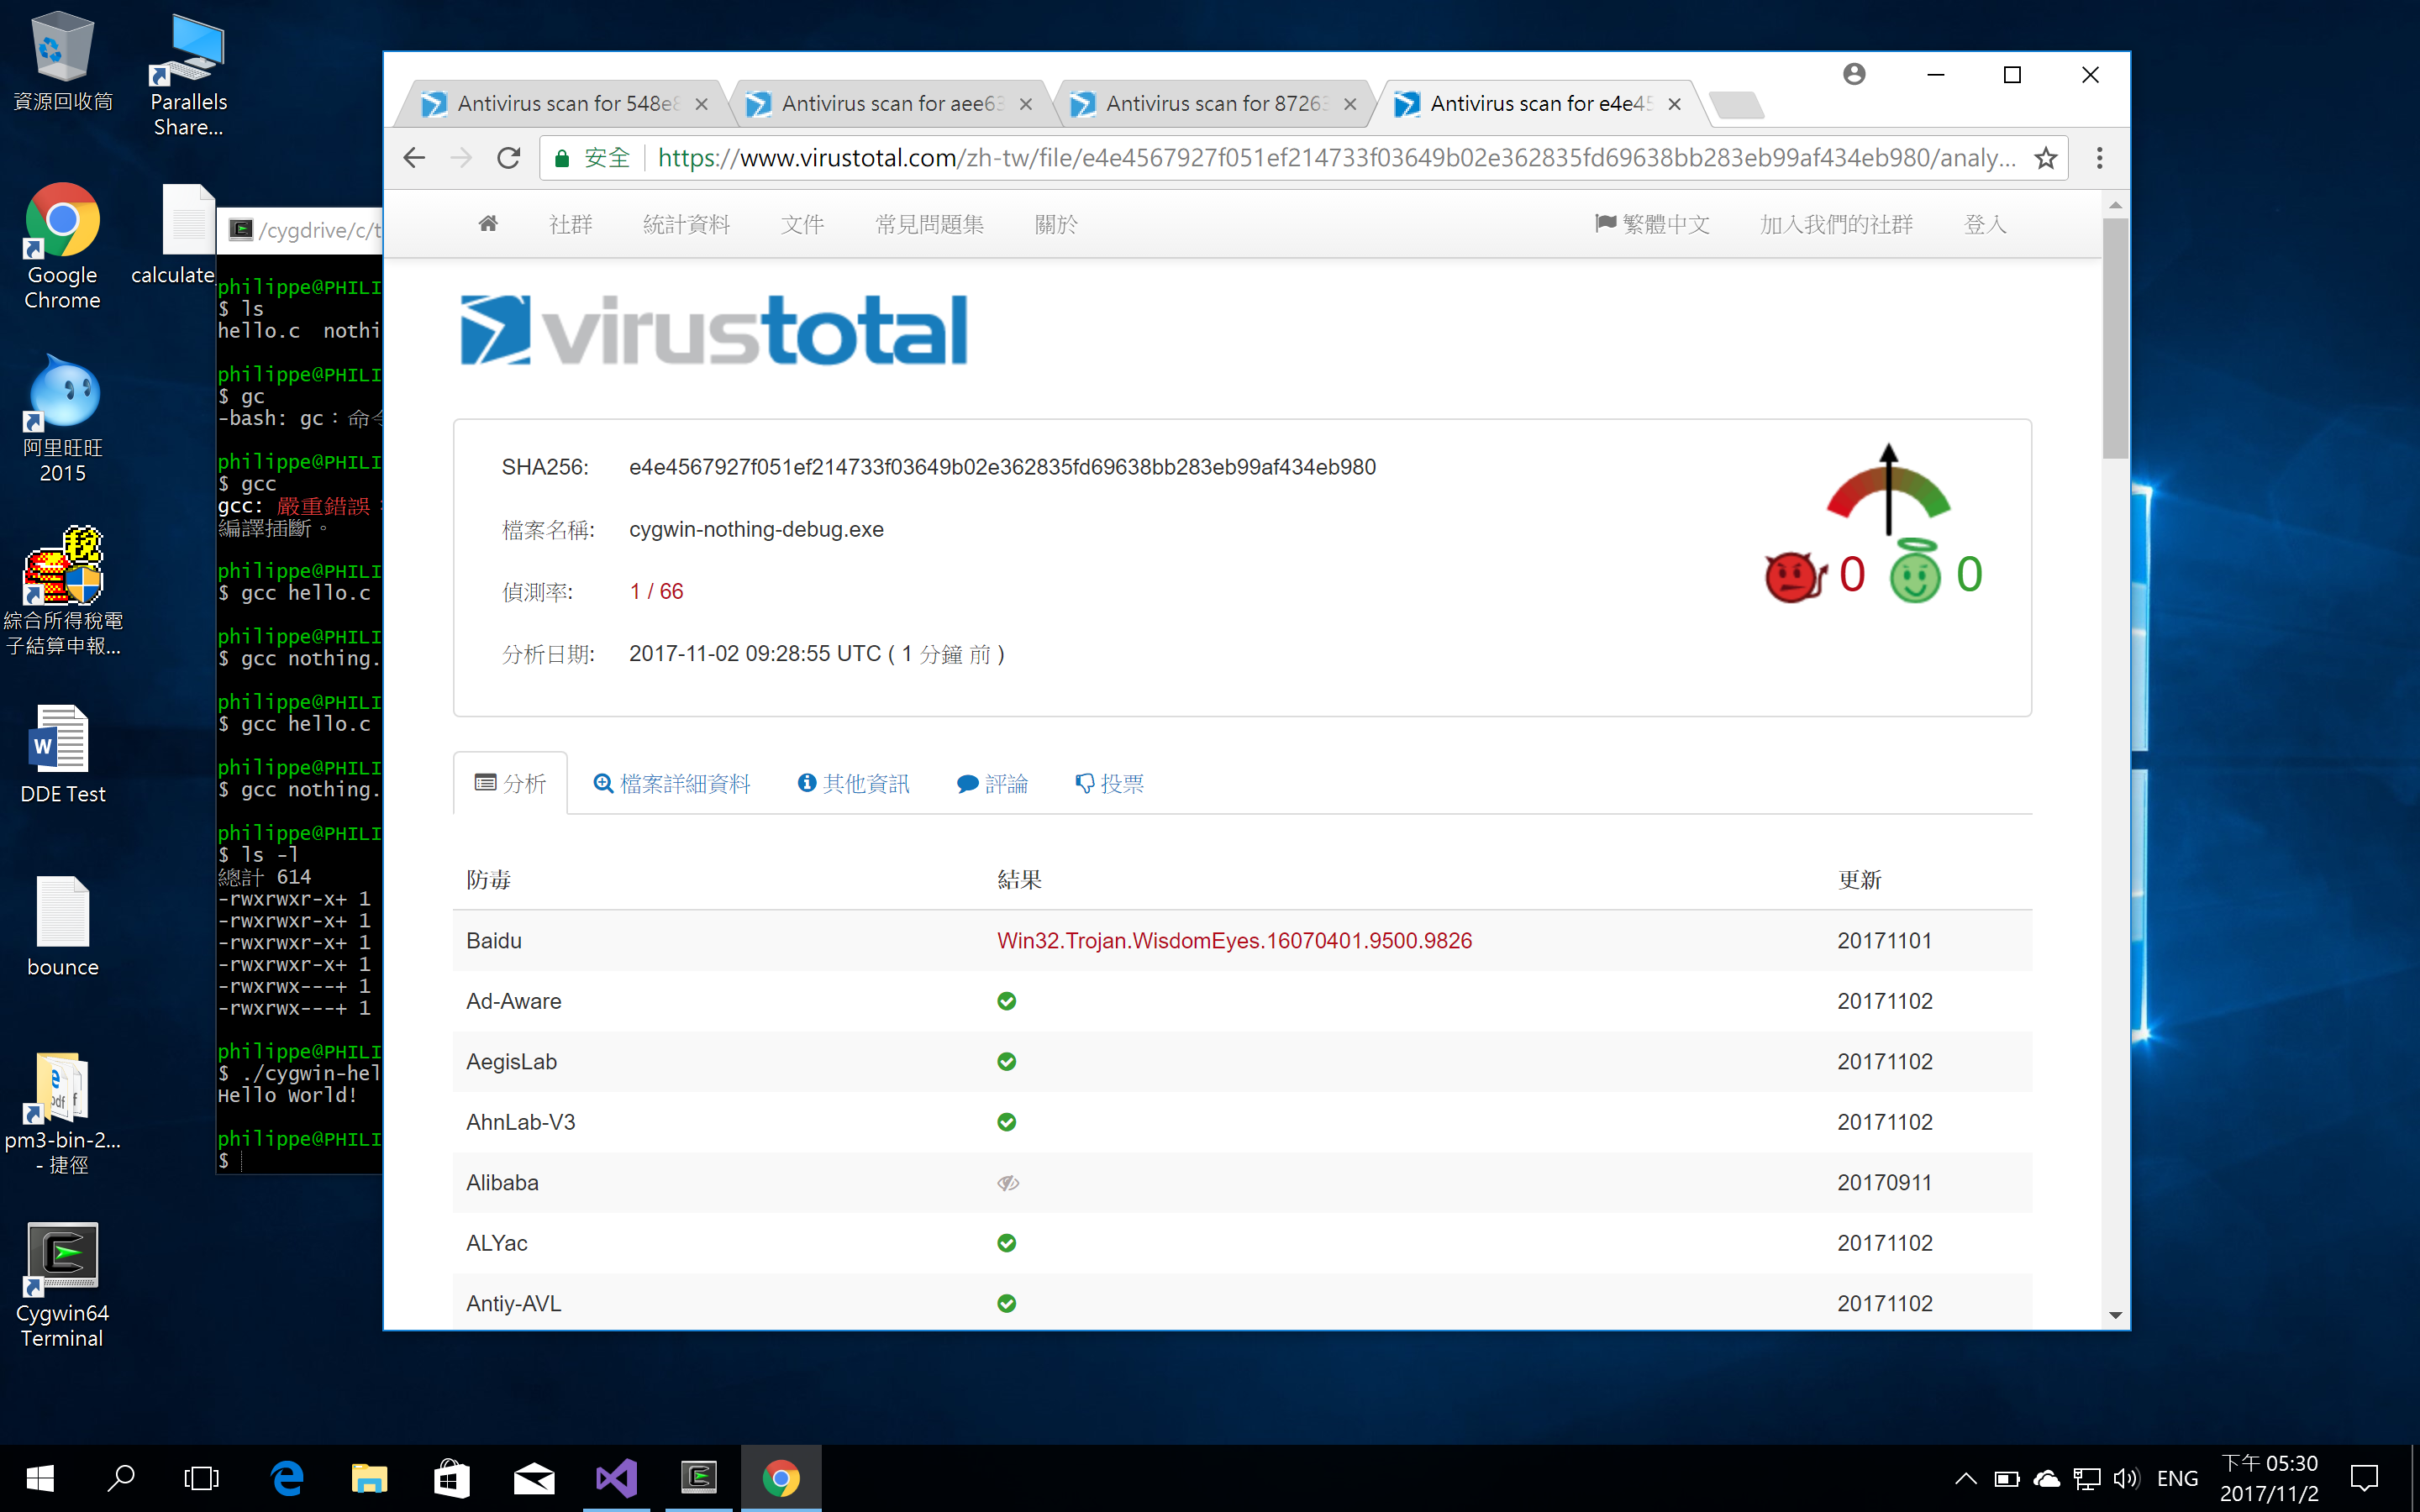 資源回收筒
Parallels
Share...
Google
Chrome
calculate
阿里旺旺
2015
綜合所得稅電
子結算申報...
DDE Test
bounce
pm3-bin-2...
- 捷徑
Cygwin64
Terminal
/cygdrive/c/t
philippe@PHILI
$ ls
hello.c nothi
philippe@PHILI
$ gc
-bash: gc：命令
philippe@PHILI
$ gcc
gcc: 嚴重錯誤
編譯插斷。
philippe@PHILI
$ gcc hello.c
philippe@PHILI
$ gcc nothing.
philippe@PHILI
$ gcc hello.c
philippe@PHILI
$ gcc nothing.
philippe@PHILI
$ ls -l
總計 614
-rwxrwxr-x+ 1
-rwxrwxr-x+ 1
-rwxrwxr-x+ 1
-rwxrwxr-x+ 1
-rwxrwx---+ 1
-rwxrwx---+ 1
philippe@PHILI
$ ./cygwin-hel
Hello World!
philippe@PHILI
$
Antivirus scan for 548e8
Antivirus scan for aee63
Antivirus scan for 87263
Antivirus scan for e4e45
安全
https://www.virustotal.com/zh-tw/file/e4e4567927f051ef214733f03649b02e362835fd69638bb283eb99af434eb980/analy...
社群 統計資料 文件 常見問題集 關於 繁體中文 加入我們的社群 登入
virustotal
SHA256: e4e4567927f051ef214733f03649b02e362835fd69638bb283eb99af434eb980
檔案名稱: cygwin-nothing-debug.exe
偵測率: 1 / 66
分析日期: 2017-11-02 09:28:55 UTC ( 1 分鐘 前 )
0 0
分析 檔案詳細資料 其他資訊 評論 投票
防毒 結果 更新
Baidu Win32.Trojan.WisdomEyes.16070401.9500.9826 20171101
Ad-Aware 20171102
AegisLab 20171102
AhnLab-V3 20171102
Alibaba 20170911
ALYac 20171102
Antiy-AVL 20171102
ENG
下午 05:30
2017/11/2